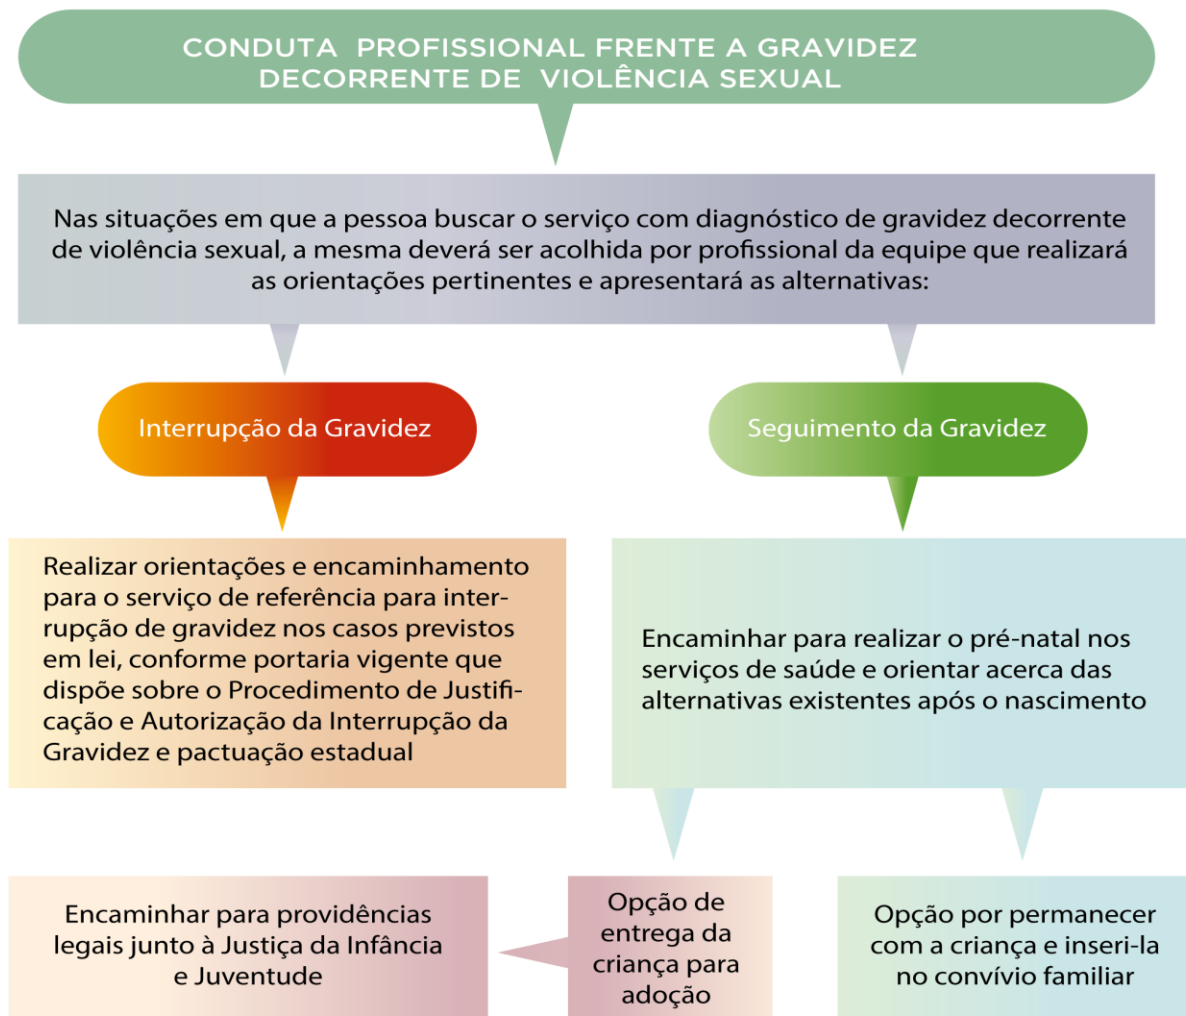 CONDUTA PROFISSIONAL FRENTE A GRAVIDEZ
DECORRENTE DE VIOLÊNCIA SEXUAL
Nas situações em que a pessoa buscar o serviço com diagnóstico de gravidez decorrente
de violência sexual, a mesma deverá ser acolhida por profissional da equipe que realizará
as orientações pertinentes e apresentará as alternativas:
Interrupção da Gravidez
Realizar orientações e encaminhamento
para o serviço de referência para inter-
rupção de gravidez nos casos previstos
em lei, conforme portaria vigente que
dispõe sobre o Procedimento de Justifi-
cação e Autorização da Interrupção da
Gravidez e pactuação estadual
Seguimento da Gravidez
Encaminhar para realizar o pré-natal nos
serviços de saúde e orientar acerca das
alternativas existentes após o nascimento
Opção de
entrega da
criança para
adoção
Encaminhar para providências
legais junto à Justiça da Infância
e Juventude
Opção por permanecer
com a criança e inseri-la
no convívio familiar